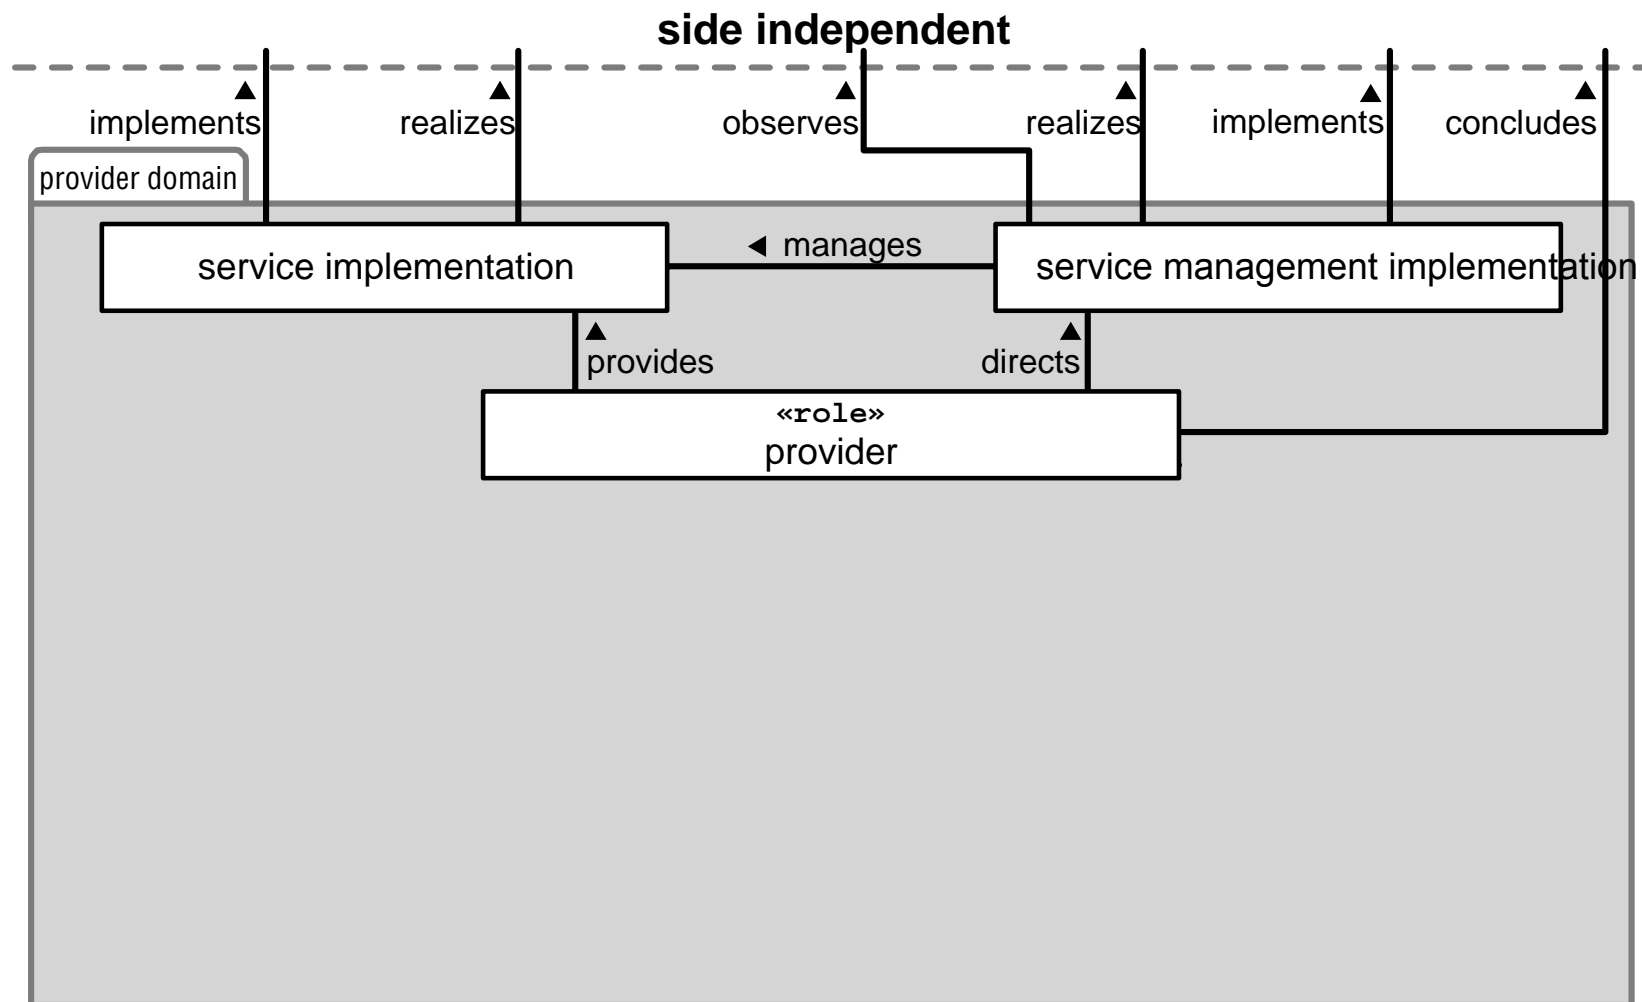 side independent
implements
realizes
observes
realizes
implements
concludes
provider domain
service implementation
manages
service management implementation
provides
directs
«role»
provider